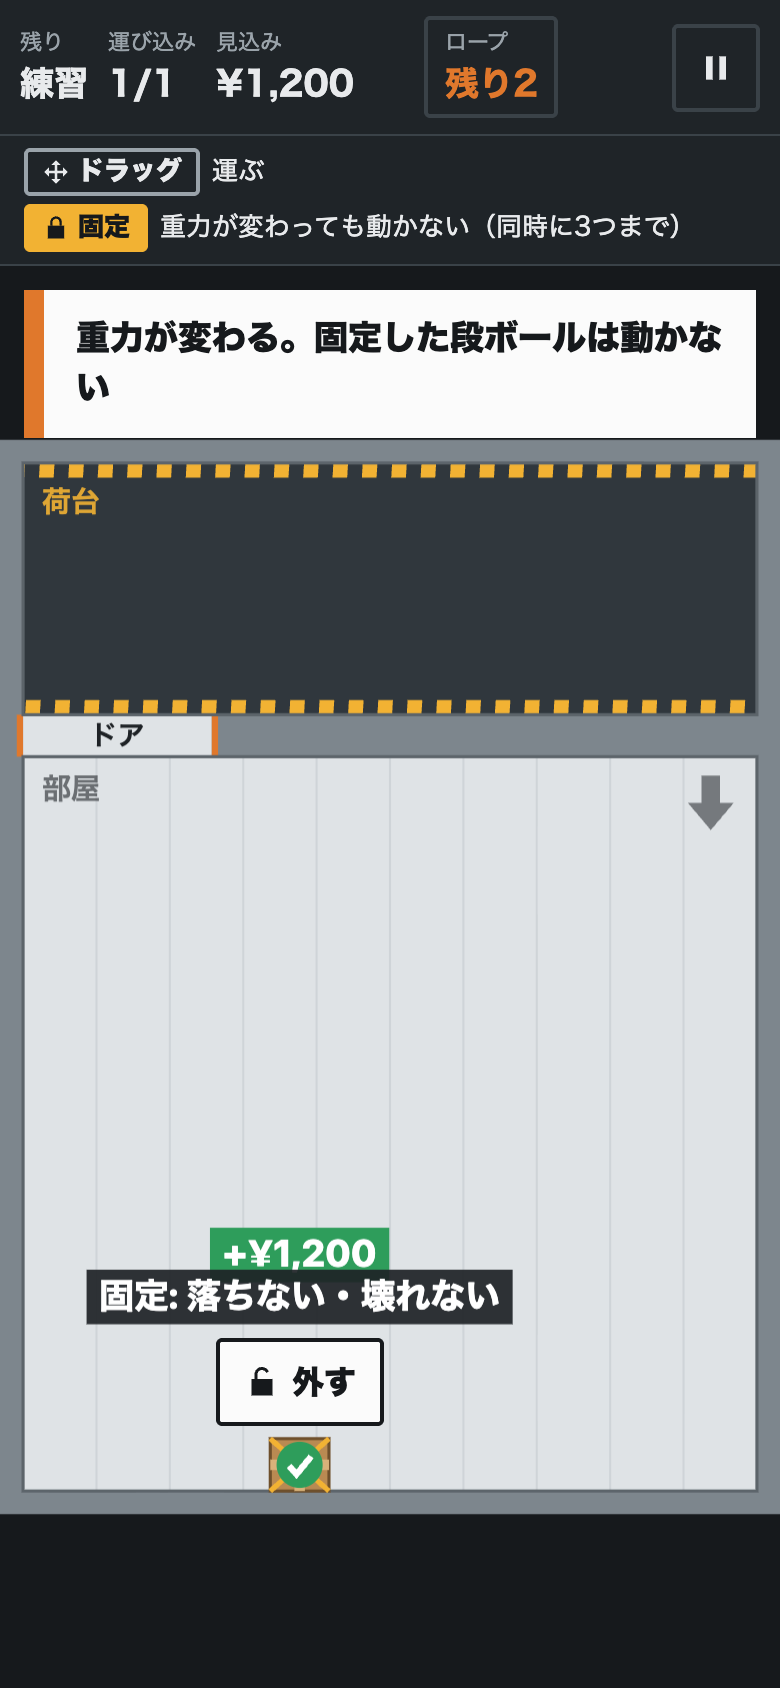 残り 運び込み 見込み ロープ
練習 1/1 ¥1,200 残り2
ドラッグ 運ぶ
固定 重力が変わっても動かない（同時に3つまで）
重力が変わる。固定した段ボールは動かな
い
荷台
ドア
部屋
+¥1,200
固定: 落ちない・壊れない
外す